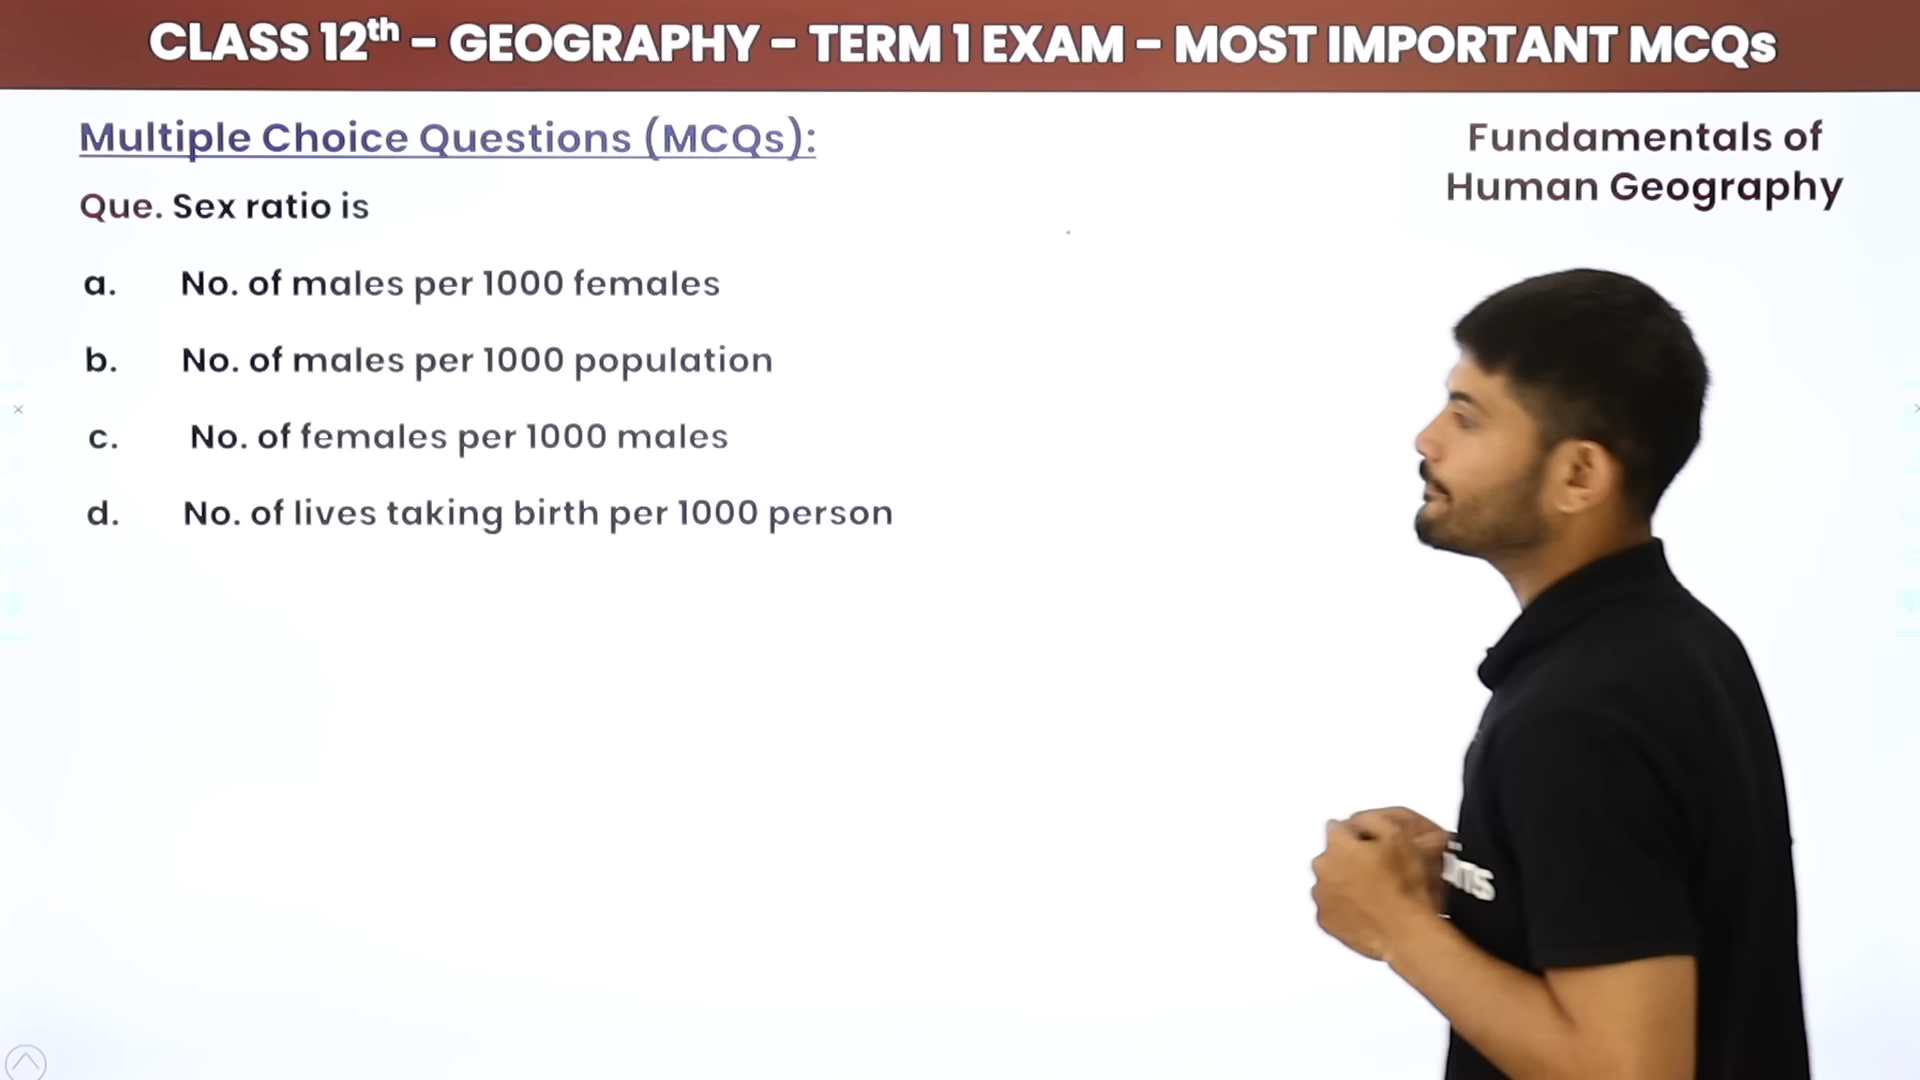 CLASS 12th - GEOGRAPHY - TERM 1 EXAM - MOST IMPORTANT MCQs
Multiple Choice Questions (MCQs):
Fundamentals of
Human Geography
Que. Sex ratio is
a. No. of males per 1000 females
b. No. of males per 1000 population
c. No. of females per 1000 males
d. No. of lives taking birth per 1000 person